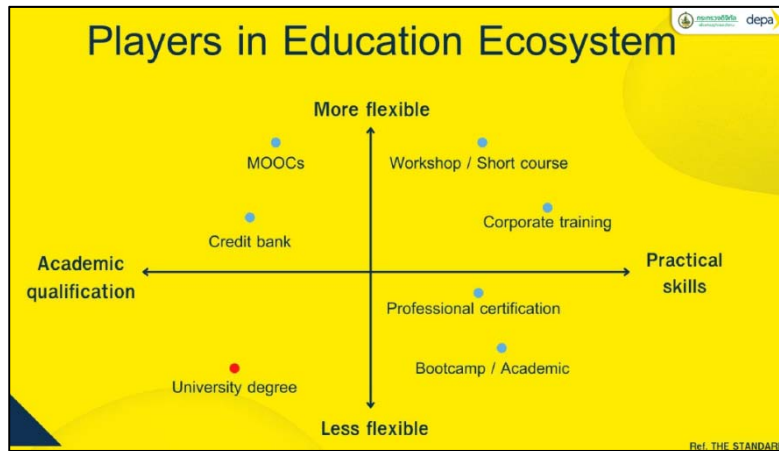 Players in Education Ecosystem
depa
More flexible
MOOCs
Workshop / Short course
Credit bank
Corporate training
Academic
qualification
Practical
skills
Professional certification
University degree
Bootcamp / Academic
Less flexible
Ref. THE STANDARD